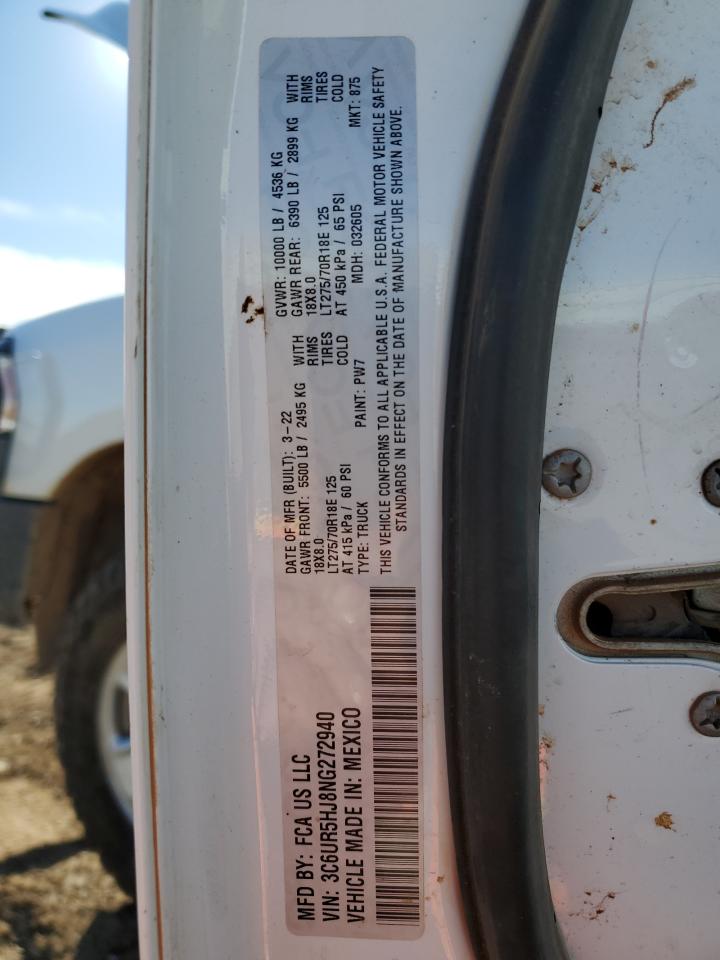 MFD BY: FCA US LLC
VIN: 3C6UR5HJ8NG272940
VEHICLE MADE IN: MEXICO
DATE OF MFR (BUILT): 3-22 GVWR: 10000 LB / 4536 KG
GAWR FRONT: 5500 LB / 2495 KG WITH GAWR REAR: 6390 LB / 2899 KG WITH
18X8.0 RIMS 18X8.0 RIMS
LT275/70R18E 125 TIRES LT275/70R18E 125 TIRES
AT 415 kPa / 60 PSI COLD AT 450 kPa / 65 PSI COLD
TYPE: TRUCK PAINT: PW7 MDH: 032605 MKT: 875
THIS VEHICLE CONFORMS TO ALL APPLICABLE U.S.A. FEDERAL MOTOR VEHICLE SAFETY
STANDARDS IN EFFECT ON THE DATE OF MANUFACTURE SHOWN ABOVE.